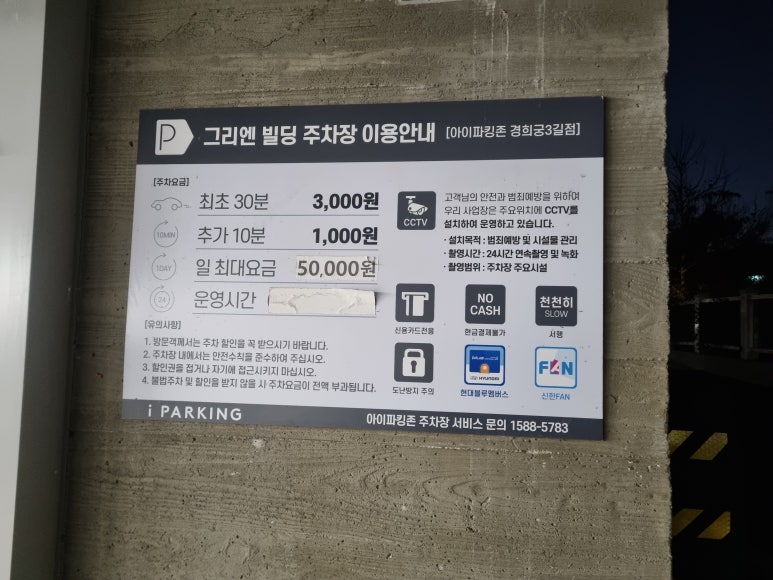 P 그리엔 빌딩 주차장 이용안내 [아이파킹존 경희궁3길점]
[주차요금]
최초 30분 3,000원
10MIN 추가 10분 1,000원
1DAY 일 최대요금 50,000원
24 운영시간
[유의사항]
1. 방문객께서는 주차 할인을 꼭 받으시기 바랍니다.
2. 주차장 내에서는 안전수칙을 준수하여 주십시오.
3. 할인권을 접거나 자기에 접근시키지 마십시오.
4. 불법주차 및 할인을 받지 않을 시 주차요금이 전액 부과됩니다.
CCTV
고객님의 안전과 범죄예방을 위하여
우리 사업장은 주요위치에 CCTV를
설치하여 운영하고 있습니다.
· 설치목적 : 범죄예방 및 시설물 관리
· 촬영시간 : 24시간 연속촬영 및 녹화
· 촬영범위 : 주차장 주요시설
신용카드전용
NO CASH
현금결제불가
천천히 SLOW
서행
도난방지 주의
HYUNDAI
현대블루멤버스
FAN
신한FAN
i PARKING
아이파킹존 주차장 서비스 문의 1588-5783